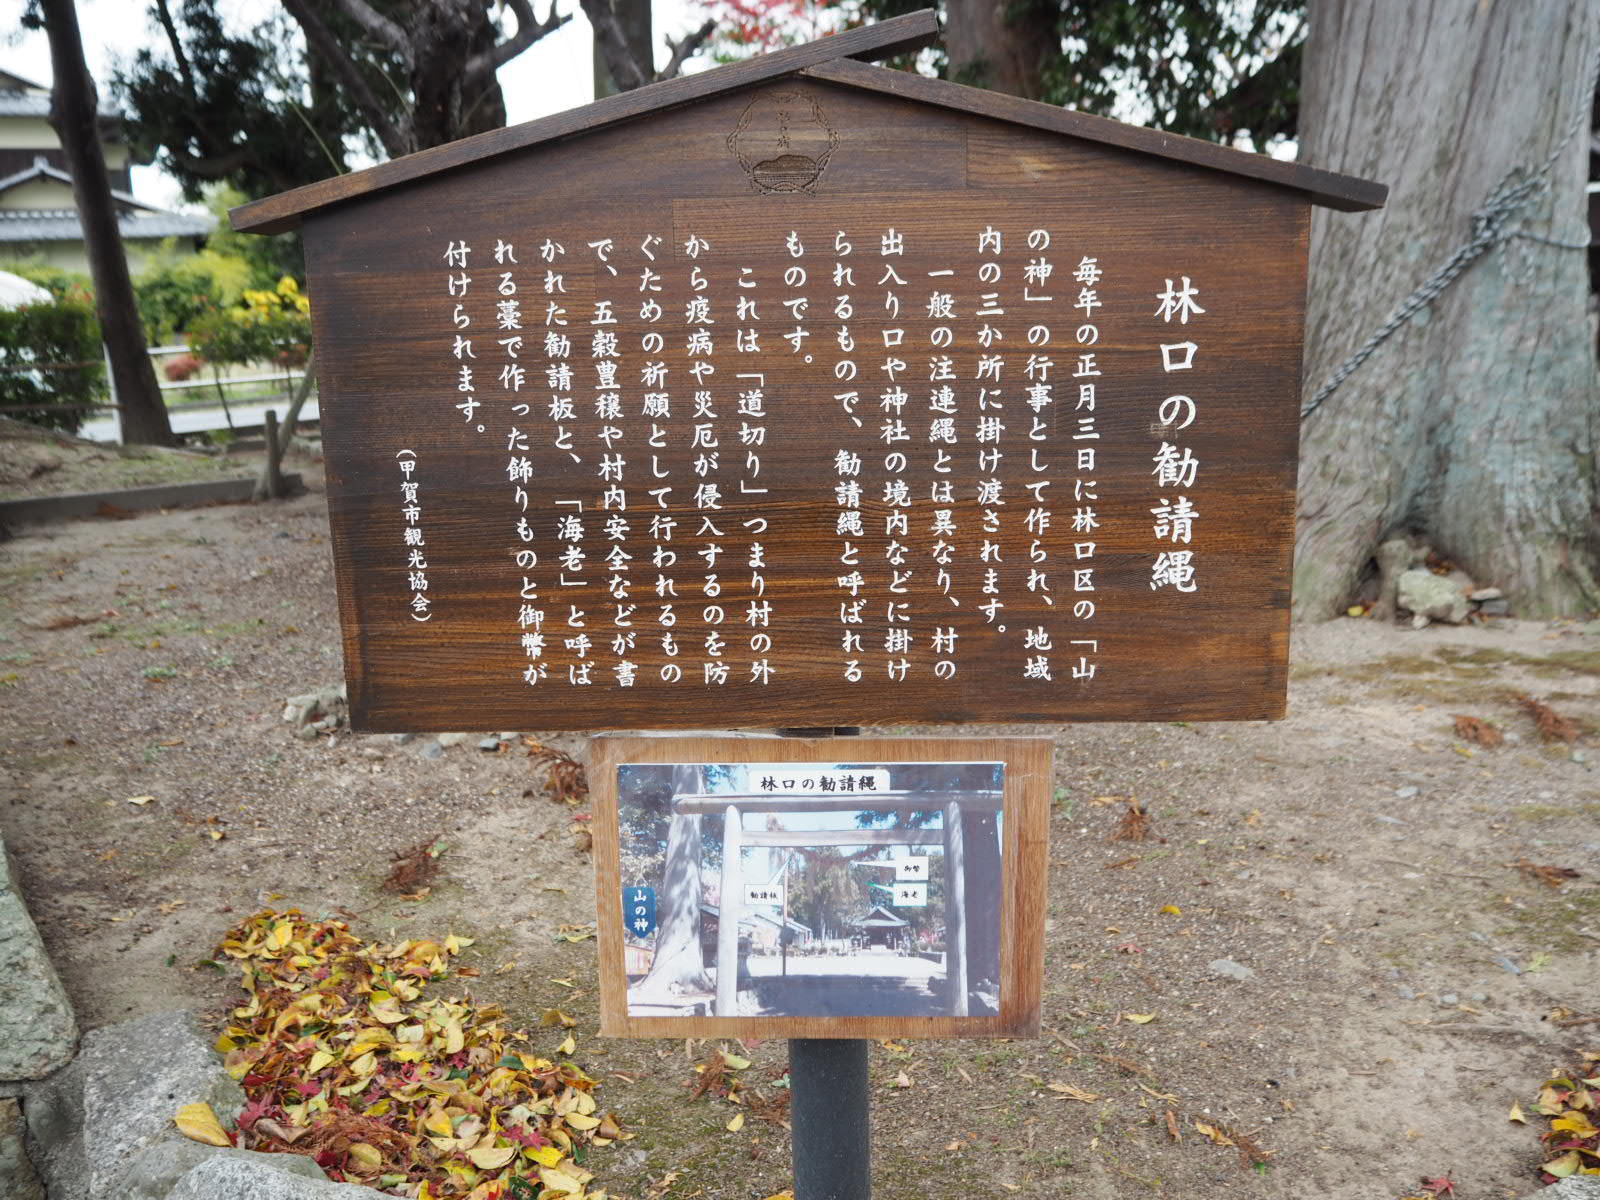 林口の勧請縄
毎年の正月三日に林口区の「山
の神」の行事として作られ、地域
内の三か所に掛け渡されます。
一般の注連縄とは異なり、村の
出入り口や神社の境内などに掛け
られるもので、勧請縄と呼ばれる
ものです。
これは「道切り」つまり村の外
から疫病や災厄が侵入するのを防
ぐための祈願として行われるもの
で、五穀豊穣や村内安全などが書
かれた勧請板と、「海老」と呼ば
れる藁で作った飾りものと御幣が
付けられます。
(甲賀市観光協会)
林口の勧請縄
御幣
海老
勧請板
山の神